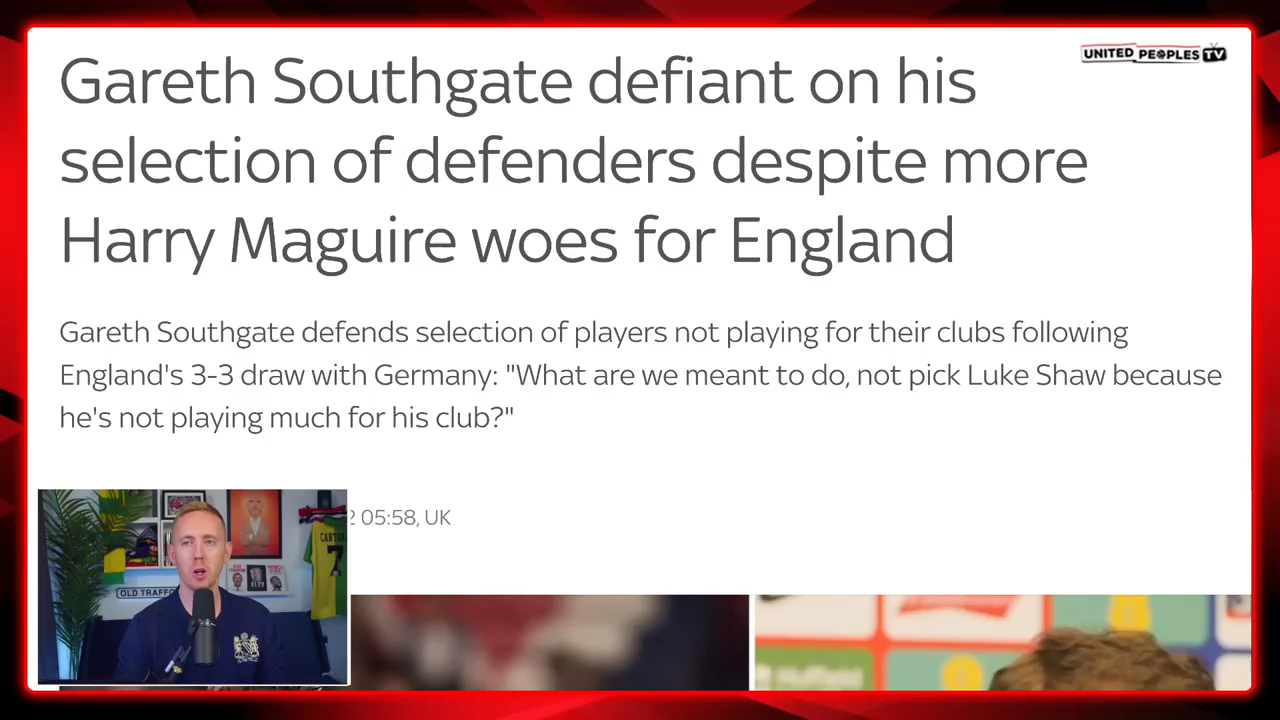 UNITED PEOPLES TV
Gareth Southgate defiant on his
selection of defenders despite more
Harry Maguire woes for England
Gareth Southgate defends selection of players not playing for their clubs following
England's 3-3 draw with Germany: "What are we meant to do, not pick Luke Shaw because
he's not playing much for his club?"
2 05:58, UK
OLD TRAFFO
CANTO
7